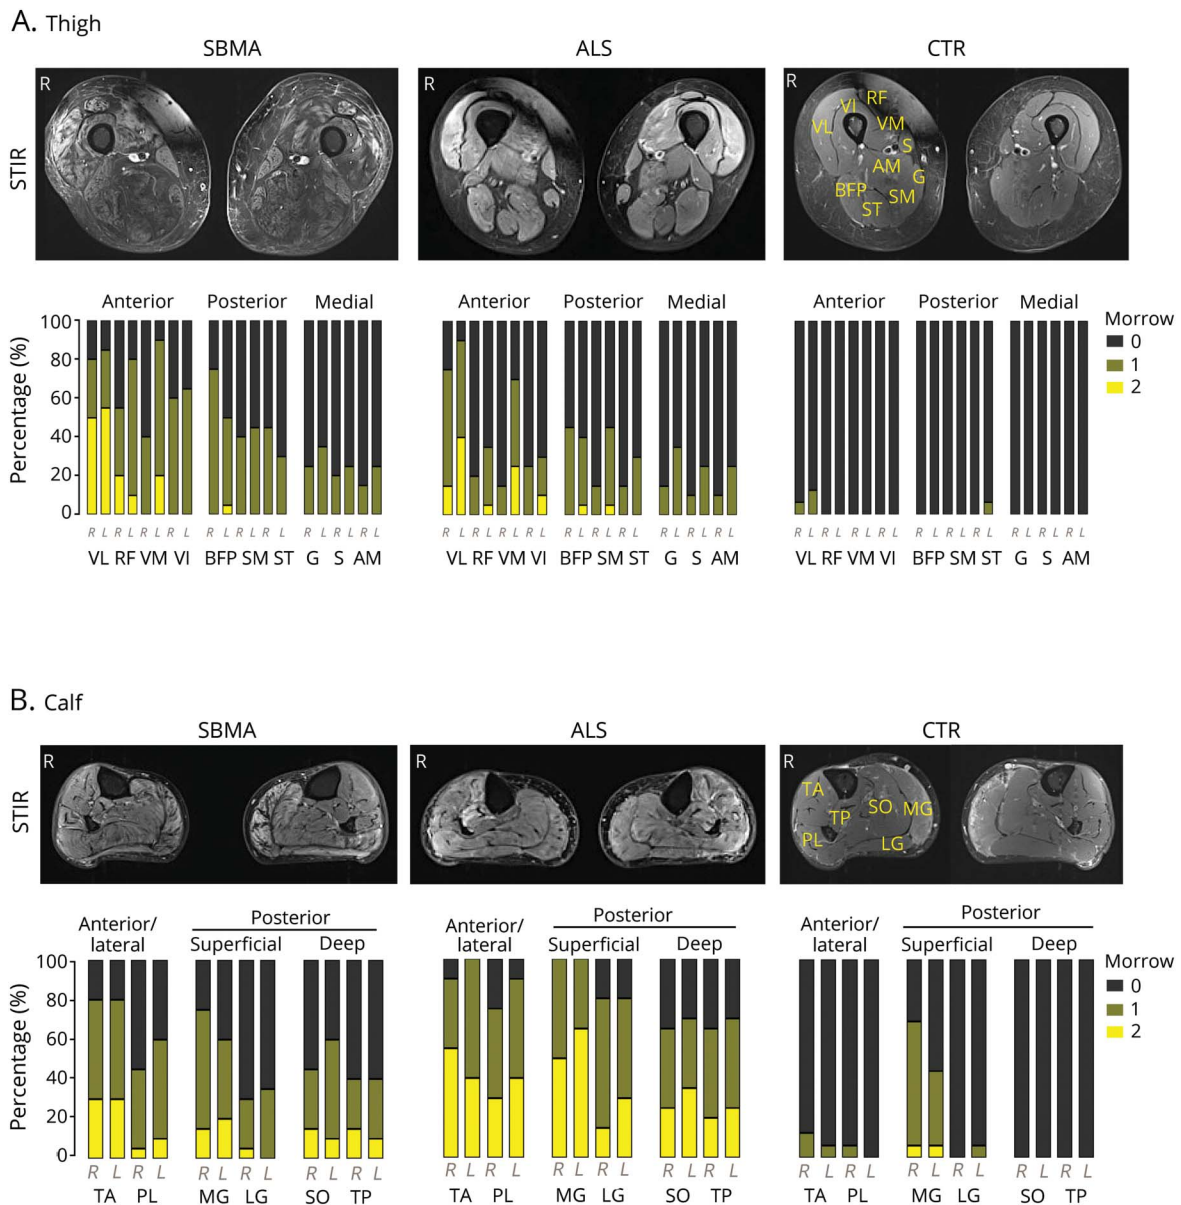 A. Thigh
SBMA ALS CTR
STIR
R R R
VI RF
VL VM
S
AM
G
BFP SM
ST
Anterior Posterior Medial Anterior Posterior Medial Anterior Posterior Medial
Percentage (%)
100
80
60
40
20
0
Morrow
0
1
2
R L R L R L R L R L R L R L R L R L R L R L R L R L R L R L R L R L R L R L R L R L R L R L R L R L R L R L R L R L R L
VL RF VM VI BFP SM ST G S AM VL RF VM VI BFP SM ST G S AM VL RF VM VI BFP SM ST G S AM
B. Calf
SBMA ALS CTR
STIR
R R R
TA
SO MG
TP
PL LG
Anterior/ lateral Posterior Anterior/ lateral Posterior Anterior/ lateral Posterior
Superficial Deep Superficial Deep Superficial Deep
Percentage (%)
100
80
60
40
20
0
Morrow
0
1
2
R L R L R L R L R L R L R L R L R L R L R L R L R L R L R L R L R L R L
TA PL MG LG SO TP TA PL MG LG SO TP TA PL MG LG SO TP